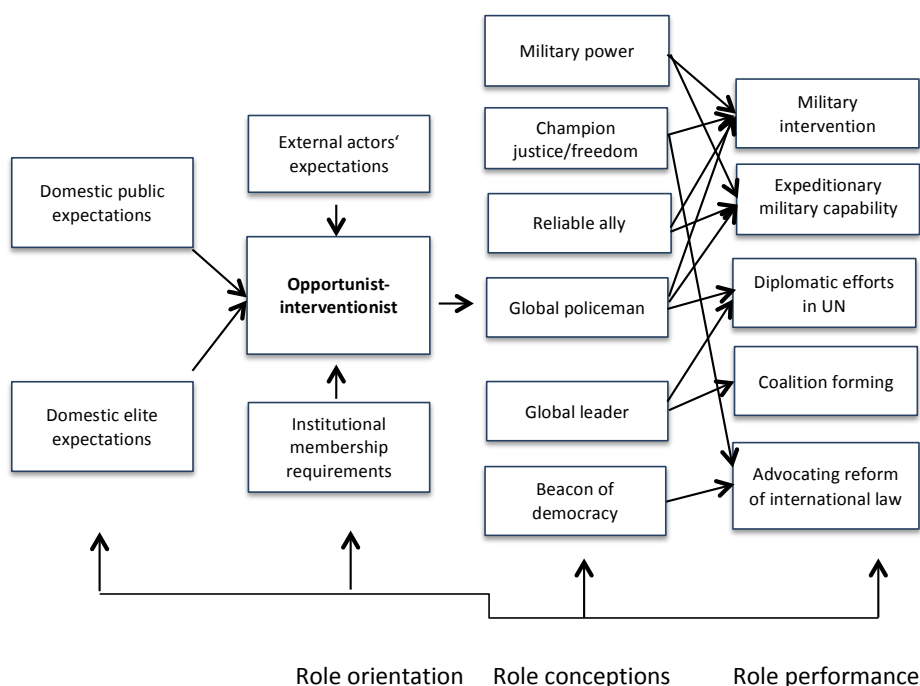 Domestic public
expectations
Domestic elite
expectations
External actors‘
expectations
Opportunist-
interventionist
Institutional
membership
requirements
Military power
Champion
justice/freedom
Reliable ally
Global policeman
Global leader
Beacon of
democracy
Military
intervention
Expeditionary
military capability
Diplomatic efforts
in UN
Coalition forming
Advocating reform
of international law
Role orientation
Role conceptions
Role performance